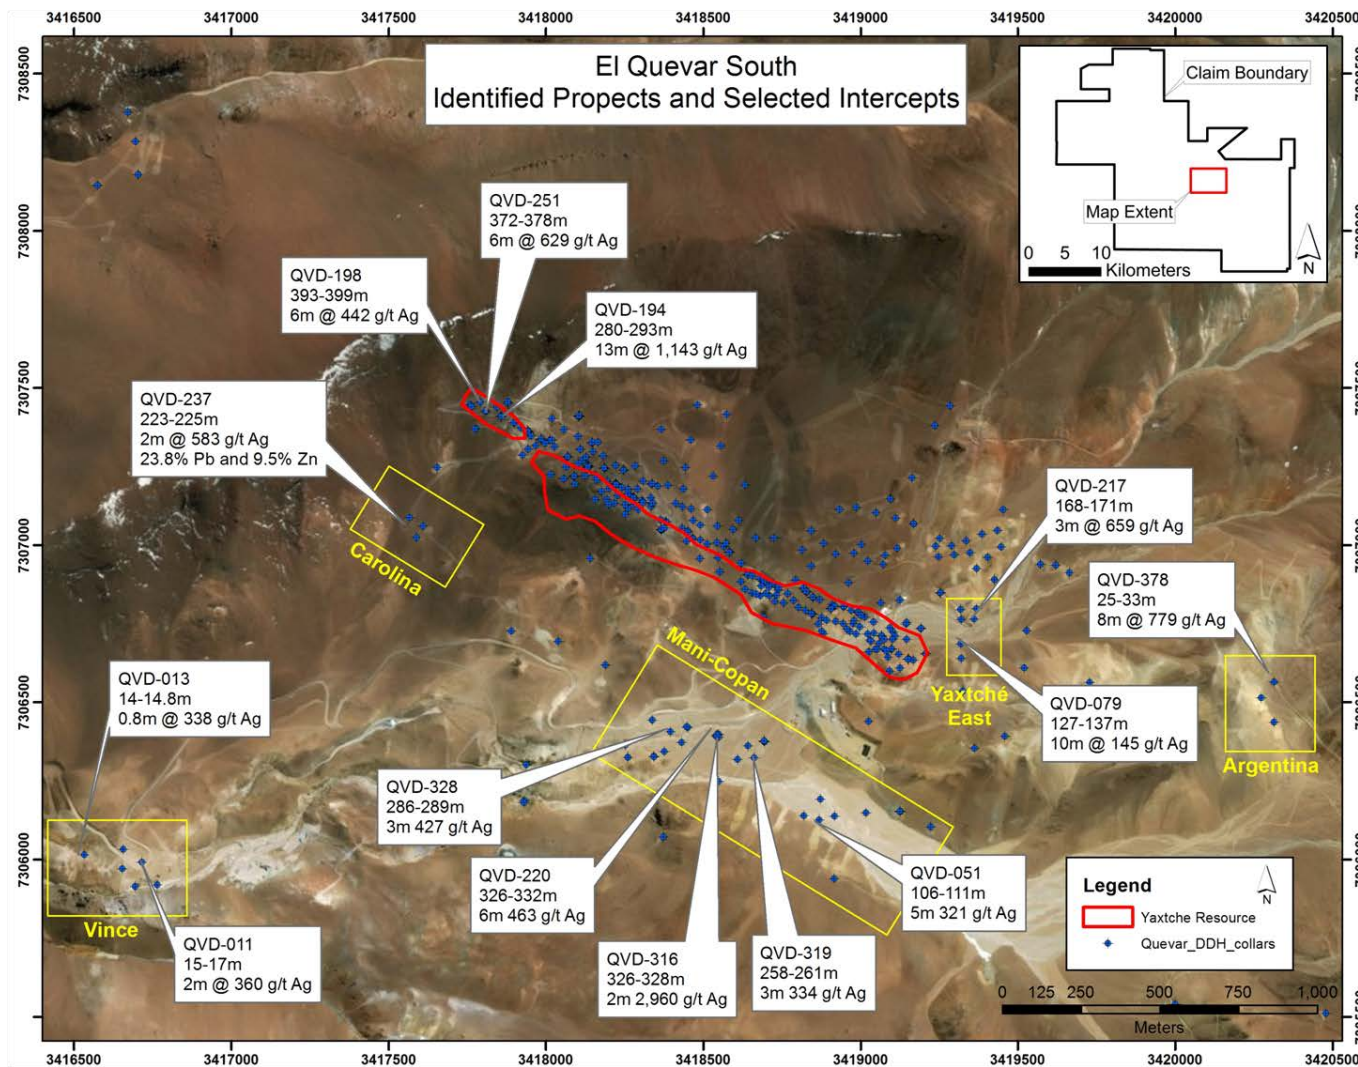 3416500 3417000 3417500 3418000 3418500 3419000 3419500 3420000 3420500
El Quevar South
Identified Propects and Selected Intercepts
Claim Boundary
Map Extent
0 5 10
Kilometers
N
7308500
7308000
7307500
7307000
7306500
7306000
7308500
7308000
7307500
7307000
7306500
7306000
7305500
QVD-251
372-378m
6m @ 629 g/t Ag
QVD-198
393-399m
6m @ 442 g/t Ag
QVD-194
280-293m
13m @ 1,143 g/t Ag
QVD-237
223-225m
2m @ 583 g/t Ag
23.8% Pb and 9.5% Zn
Carolina
QVD-217
168-171m
3m @ 659 g/t Ag
QVD-378
25-33m
8m @ 779 g/t Ag
Mani-Copan
Yaxtché
East
QVD-013
14-14.8m
0.8m @ 338 g/t Ag
QVD-079
127-137m
10m @ 145 g/t Ag
Argentina
QVD-328
286-289m
3m 427 g/t Ag
QVD-220
326-332m
6m 463 g/t Ag
QVD-051
106-111m
5m 321 g/t Ag
Vince
QVD-011
15-17m
2m @ 360 g/t Ag
QVD-316
326-328m
2m 2,960 g/t Ag
QVD-319
258-261m
3m 334 g/t Ag
Legend
N
Yaxtche Resource
Quevar_DDH_collars
0 125 250 500 750 1,000
Meters
3416500 3417000 3417500 3418000 3418500 3419000 3419500 3420000 3420500